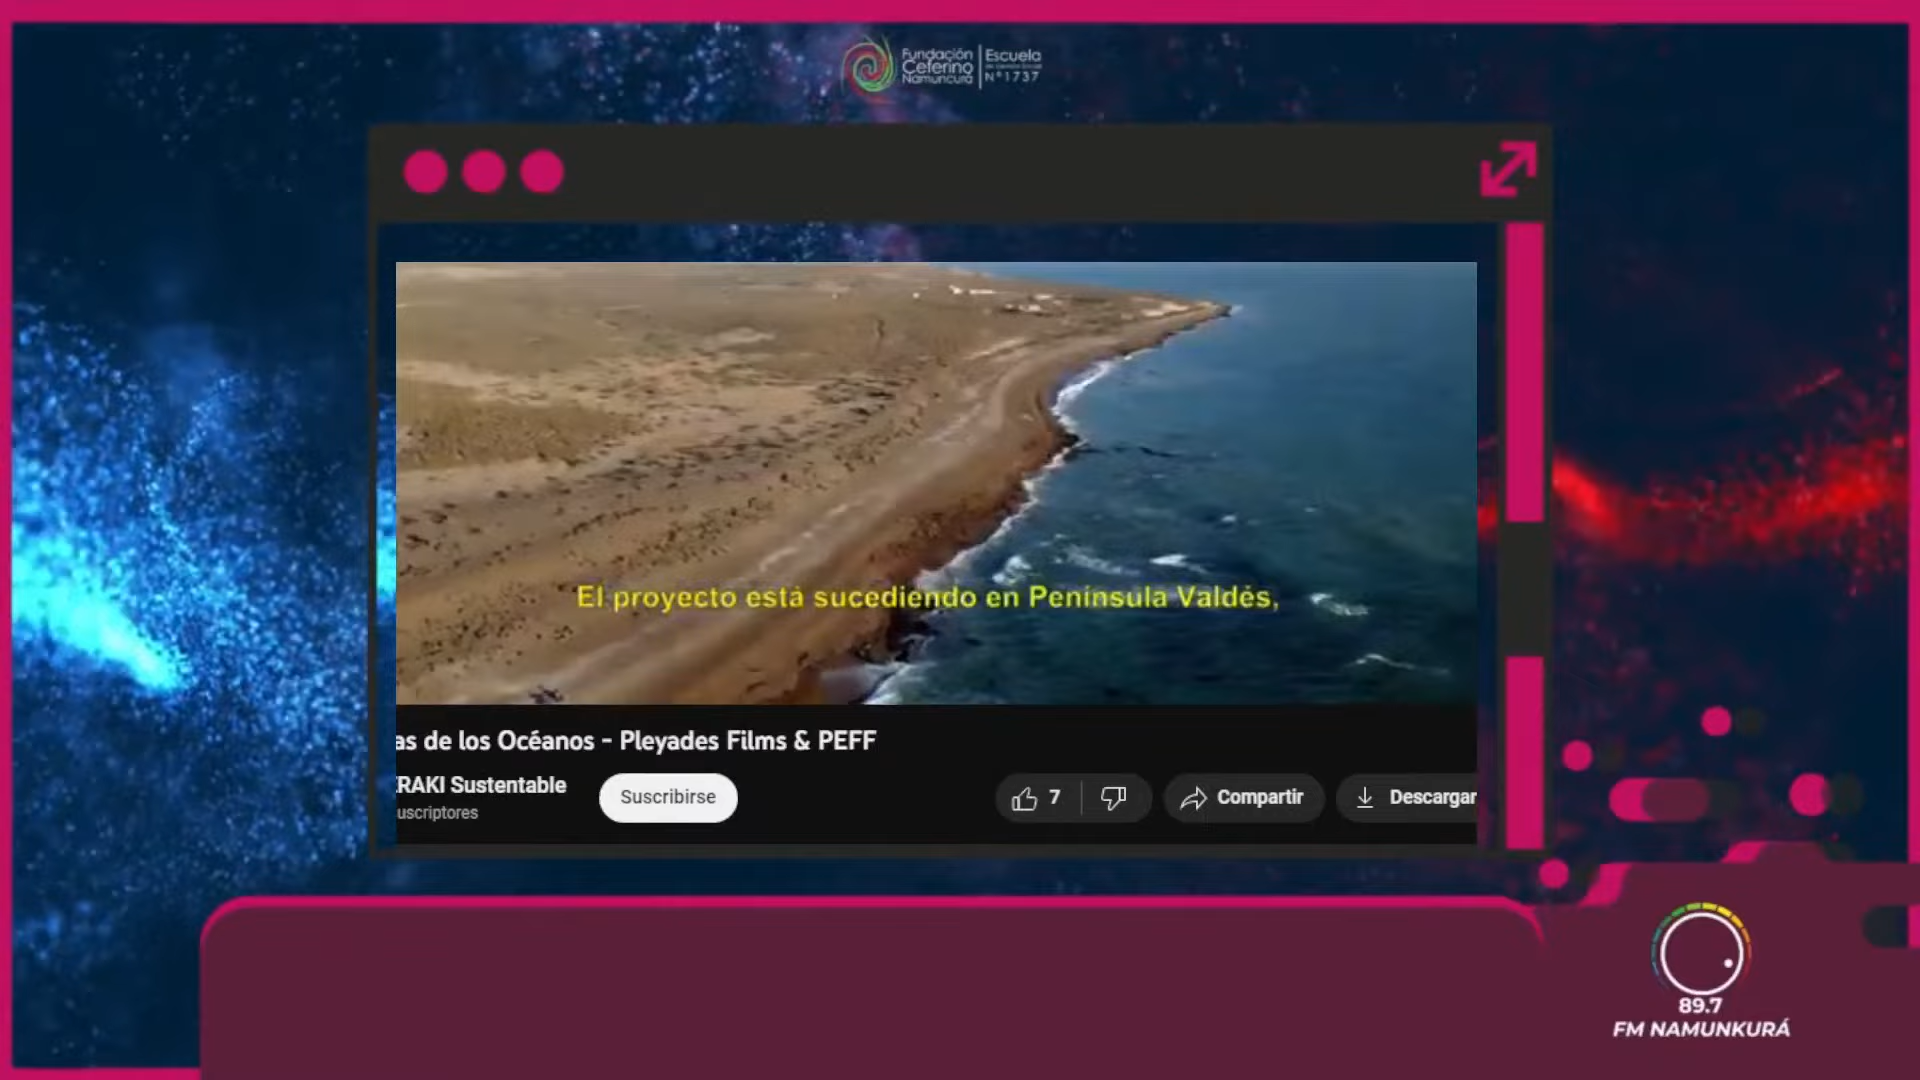 Fundación
Ceferino
Namuncurá
Escuela
N°1737
El proyecto está sucediendo en Península Valdés,
as de los Océanos - Pleyades Films & PEFF
ERAKI Sustentable
uscriptores
Suscribirse
7
Compartir
Descargar
89.7
FM NAMUNKURÁ